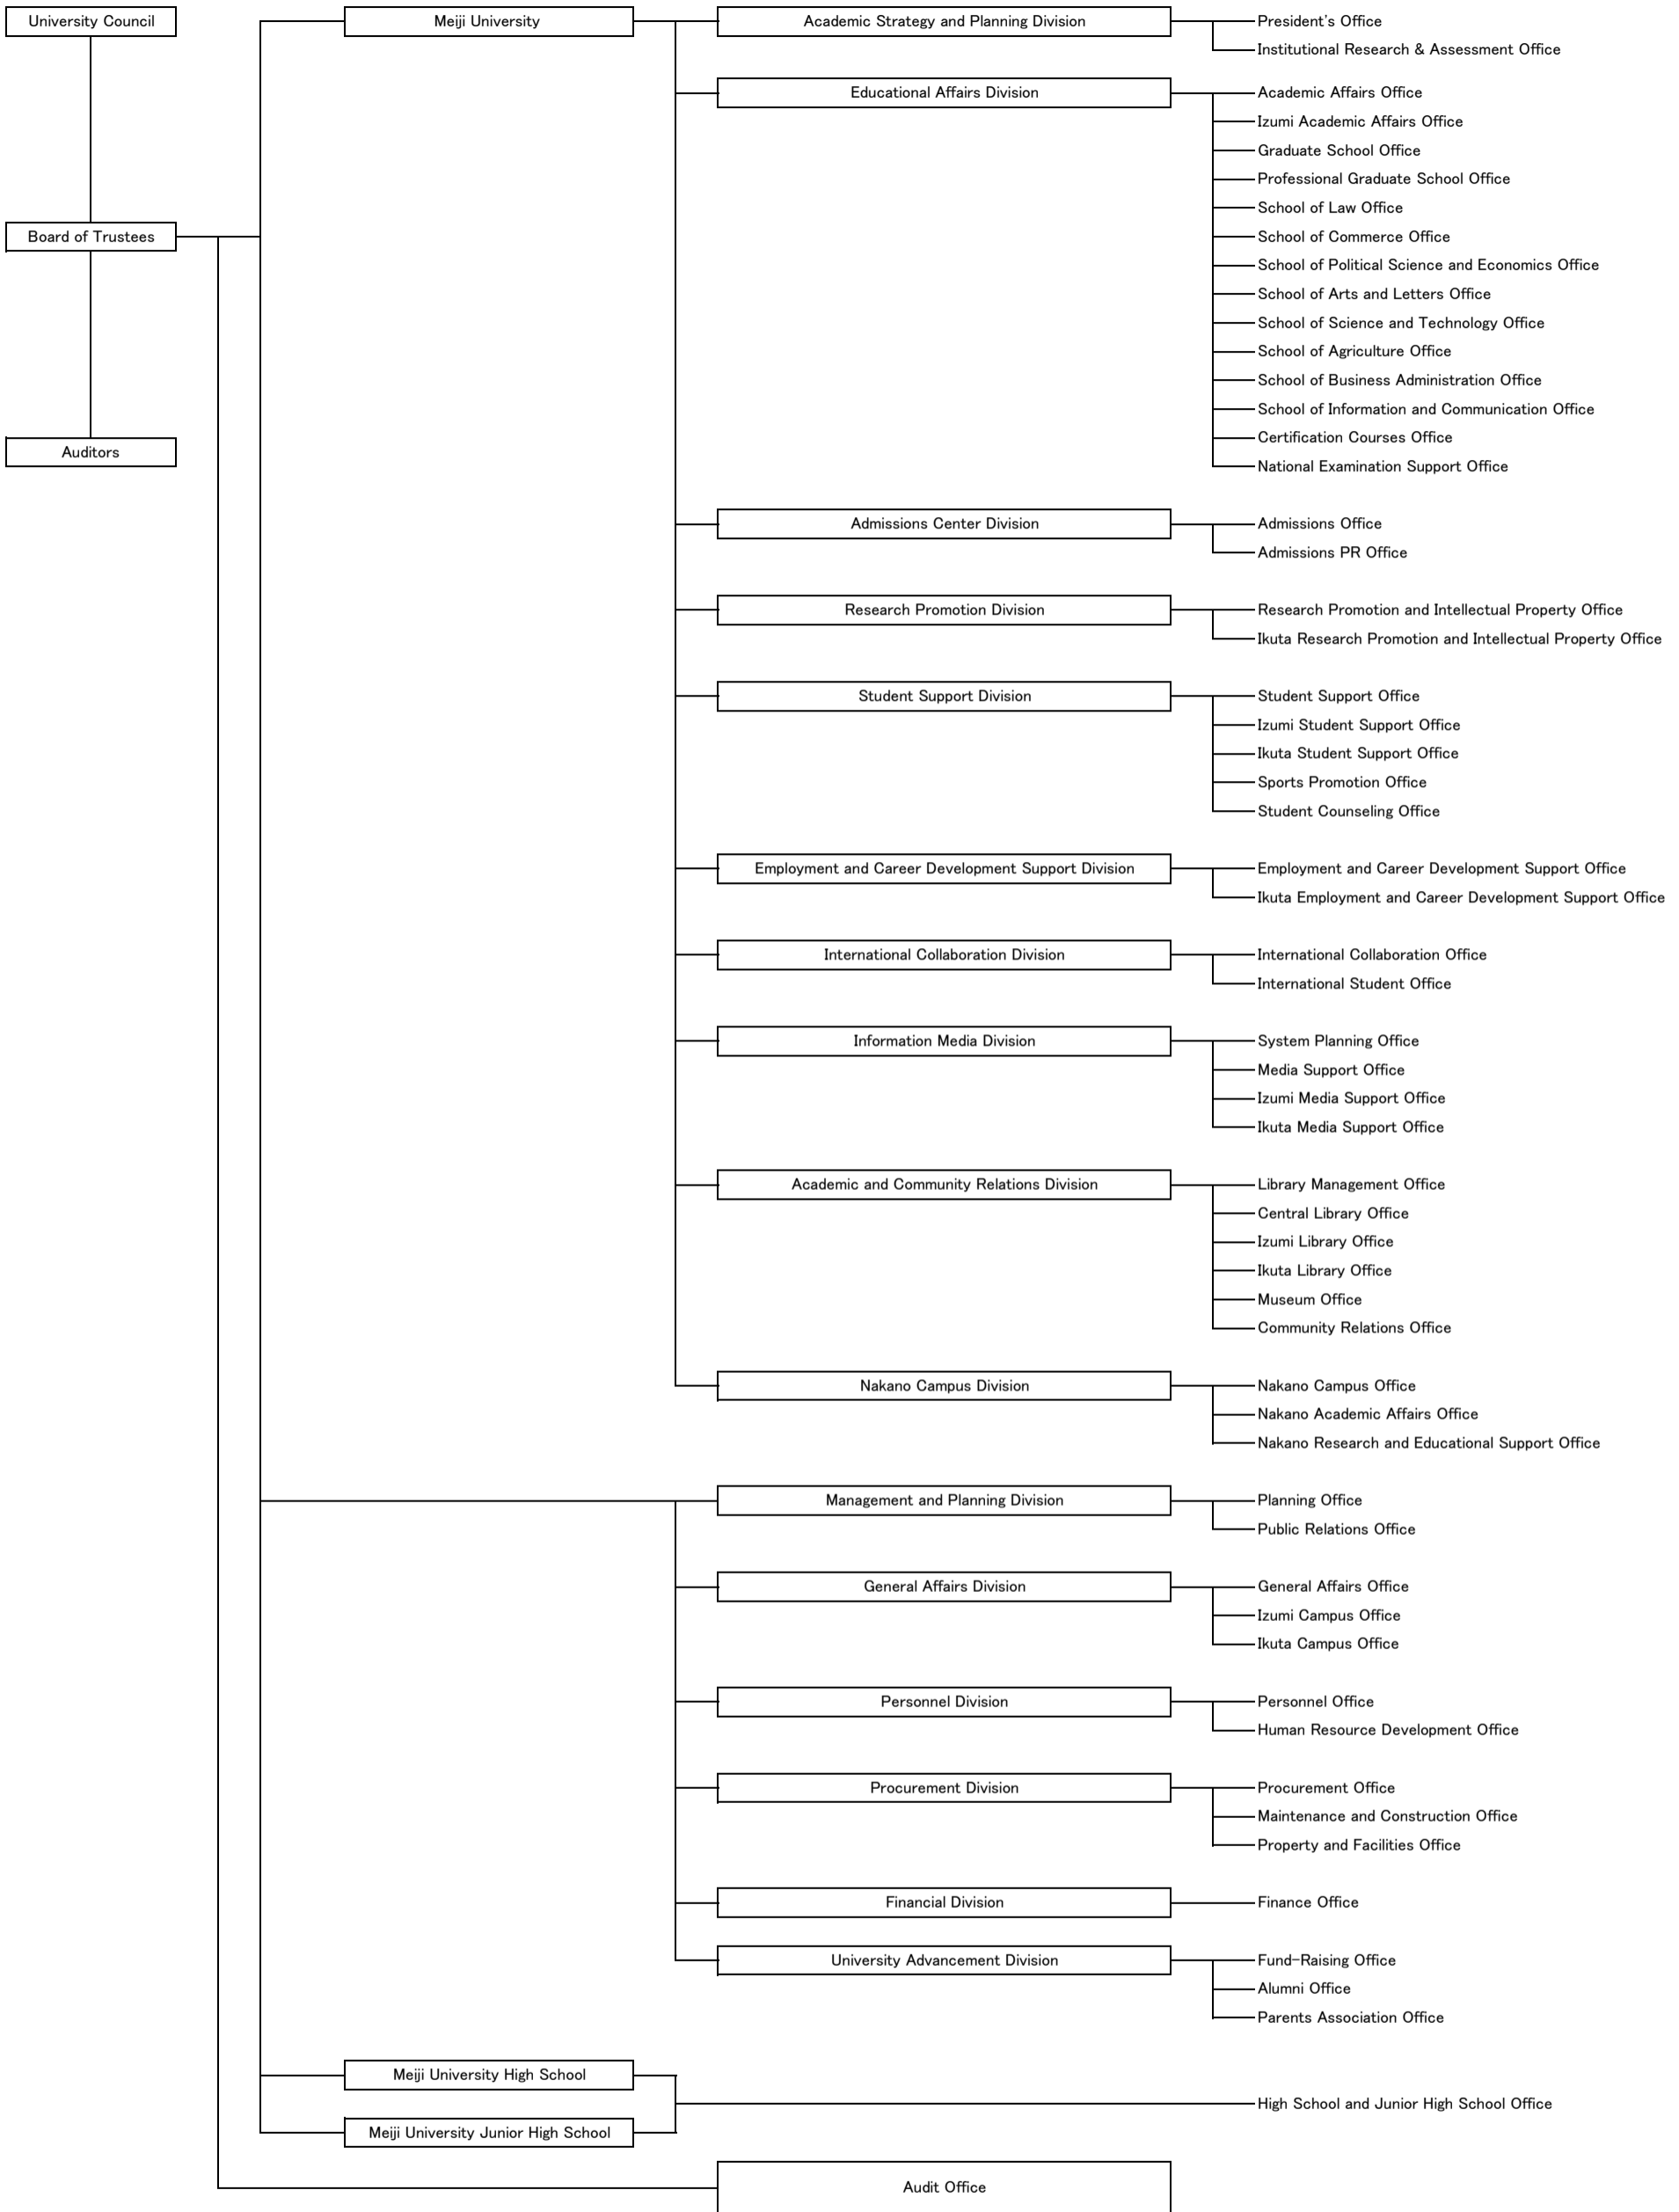 University Council
Meiji University
Academic Strategy and Planning Division
President's Office
Institutional Research & Assessment Office
Educational Affairs Division
Academic Affairs Office
Izumi Academic Affairs Office
Graduate School Office
Professional Graduate School Office
School of Law Office
Board of Trustees
School of Commerce Office
School of Political Science and Economics Office
School of Arts and Letters Office
School of Science and Technology Office
School of Agriculture Office
School of Business Administration Office
School of Information and Communication Office
Certification Courses Office
Auditors
National Examination Support Office
Admissions Center Division
Admissions Office
Admissions PR Office
Research Promotion Division
Research Promotion and Intellectual Property Office
Ikuta Research Promotion and Intellectual Property Office
Student Support Division
Student Support Office
Izumi Student Support Office
Ikuta Student Support Office
Sports Promotion Office
Student Counseling Office
Employment and Career Development Support Division
Employment and Career Development Support Office
Ikuta Employment and Career Development Support Office
International Collaboration Division
International Collaboration Office
International Student Office
Information Media Division
System Planning Office
Media Support Office
Izumi Media Support Office
Ikuta Media Support Office
Academic and Community Relations Division
Library Management Office
Central Library Office
Izumi Library Office
Ikuta Library Office
Museum Office
Community Relations Office
Nakano Campus Division
Nakano Campus Office
Nakano Academic Affairs Office
Nakano Research and Educational Support Office
Management and Planning Division
Planning Office
Public Relations Office
General Affairs Division
General Affairs Office
Izumi Campus Office
Ikuta Campus Office
Personnel Division
Personnel Office
Human Resource Development Office
Procurement Division
Procurement Office
Maintenance and Construction Office
Property and Facilities Office
Financial Division
Finance Office
University Advancement Division
Fund-Raising Office
Alumni Office
Parents Association Office
Meiji University High School
High School and Junior High School Office
Meiji University Junior High School
Audit Office